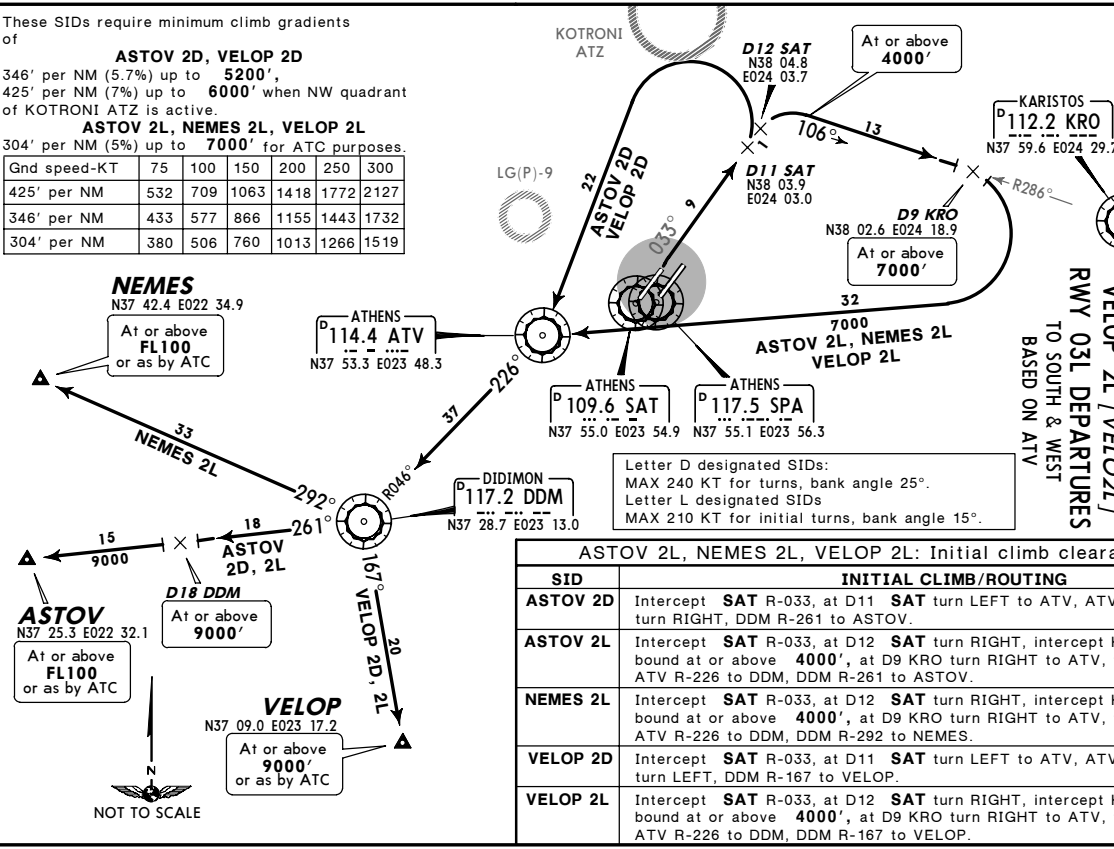 These SIDs require minimum climb gradients
of
ASTOV 2D, VELOP 2D
346' per NM (5.7%) up to 5200',
425' per NM (7%) up to 6000' when NW quadrant
of KOTRONI ATZ is active.
ASTOV 2L, NEMES 2L, VELOP 2L
304' per NM (5%) up to 7000' for ATC purposes.
Gnd speed-KT 75 100 150 200 250 300
425' per NM 532 709 1063 1418 1772 2127
346' per NM 433 577 866 1155 1443 1732
304' per NM 380 506 760 1013 1266 1519
KOTRONI
ATZ
D12 SAT
N38 04.8
E024 03.7
At or above
4000'
106°
13
KARISTOS
D 112.2 KRO
N37 59.6 E024 29.7
R286°
1
D11 SAT
N38 03.9
E024 03.0
D9 KRO
N38 02.6 E024 18.9
At or above
7000'
LG(P)-9
22
ASTOV 2D
VELOP 2D
9
033°
32
7000
ASTOV 2L, NEMES 2L
VELOP 2L
VELOP 2L [VELO2L]
RWY 03L DEPARTURES
TO SOUTH & WEST
BASED ON ATV
NEMES
N37 42.4 E022 34.9
At or above
FL100
or as by ATC
ATHENS
D 114.4 ATV
N37 53.3 E023 48.3
ATHENS
D 109.6 SAT
N37 55.0 E023 54.9
ATHENS
D 117.5 SPA
N37 55.1 E023 56.3
226°
37
R046°
33
NEMES 2L
292°
DIDIMON
D 117.2 DDM
N37 28.7 E023 13.0
Letter D designated SIDs:
MAX 240 KT for turns, bank angle 25°.
Letter L designated SIDs
MAX 210 KT for initial turns, bank angle 15°.
261°
18
ASTOV
2D, 2L
15
9000
D18 DDM
At or above
9000'
ASTOV
N37 25.3 E022 32.1
At or above
FL100
or as by ATC
167°
VELOP 2D, 2L
20
VELOP
N37 09.0 E023 17.2
At or above
9000'
or as by ATC
N
NOT TO SCALE
ASTOV 2L, NEMES 2L, VELOP 2L: Initial climb cleara
SID INITIAL CLIMB/ROUTING
ASTOV 2D Intercept SAT R-033, at D11 SAT turn LEFT to ATV, ATV
turn RIGHT, DDM R-261 to ASTOV.
ASTOV 2L Intercept SAT R-033, at D12 SAT turn RIGHT, intercept
bound at or above 4000', at D9 KRO turn RIGHT to ATV,
ATV R-226 to DDM, DDM R-261 to ASTOV.
NEMES 2L Intercept SAT R-033, at D12 SAT turn RIGHT, intercept
bound at or above 4000', at D9 KRO turn RIGHT to ATV,
ATV R-226 to DDM, DDM R-292 to NEMES.
VELOP 2D Intercept SAT R-033, at D11 SAT turn LEFT to ATV, ATV
turn LEFT, DDM R-167 to VELOP.
VELOP 2L Intercept SAT R-033, at D12 SAT turn RIGHT, intercept
bound at or above 4000', at D9 KRO turn RIGHT to ATV,
ATV R-226 to DDM, DDM R-167 to VELOP.